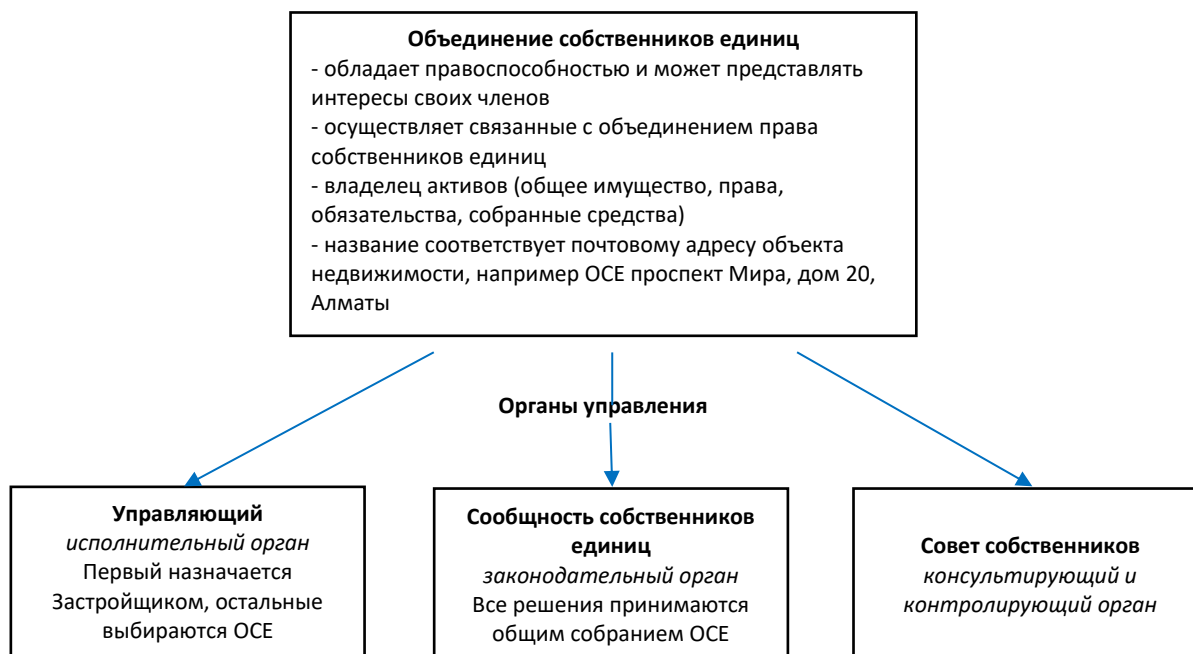 Объединение собственников единиц
- обладает правоспособностью и может представлять
интересы своих членов
- осуществляет связанные с объединением права
собственников единиц
- владелец активов (общее имущество, права,
обязательства, собранные средства)
- название соответствует почтовому адресу объекта
недвижимости, например ОСЕ проспект Мира, дом 20,
Алматы
Органы управления
Управляющий
исполнительный орган
Первый назначается
Застройщиком, остальные
выбираются ОСЕ
Сообщность собственников
единиц
законодательный орган
Все решения принимаются
общим собранием ОСЕ
Совет собственников
консультирующий и
контролирующий орган